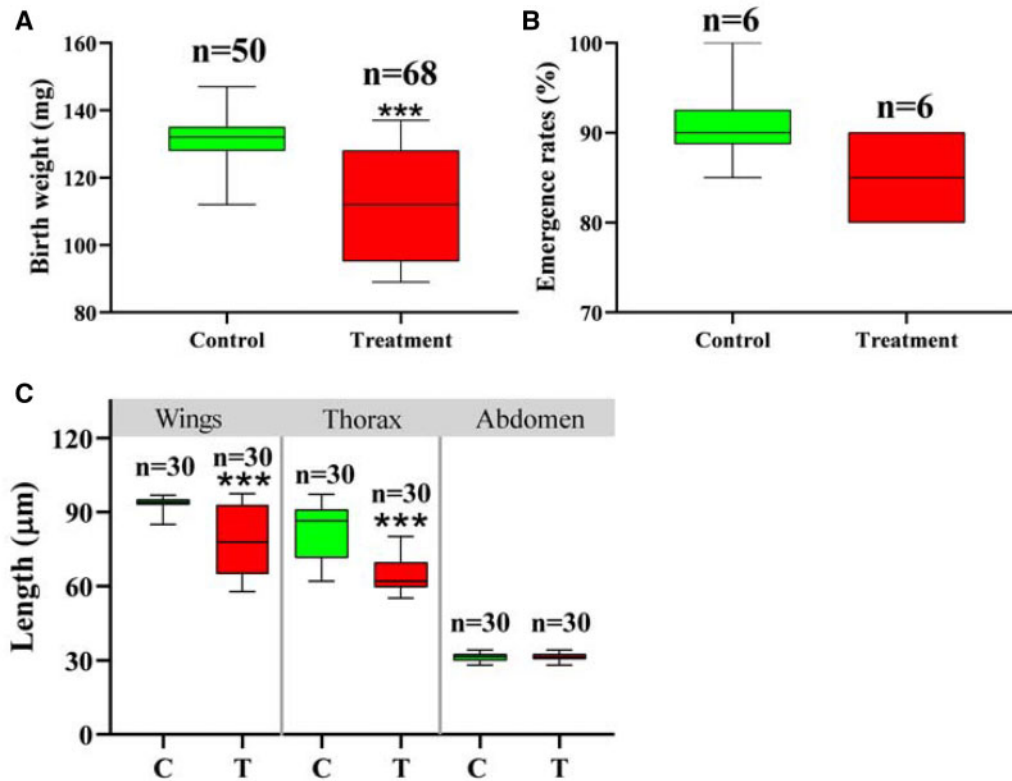 A
Birth weight (mg)
160
140
120
100
80
n=50
n=68
***
Control
Treatment
B
Emergence rates (%)
100
90
80
70
n=6
n=6
Control
Treatment
C
Length (μm)
120
90
60
30
0
Wings
Thorax
Abdomen
n=30
n=30
***
n=30
n=30
***
n=30
n=30
C
T
C
T
C
T